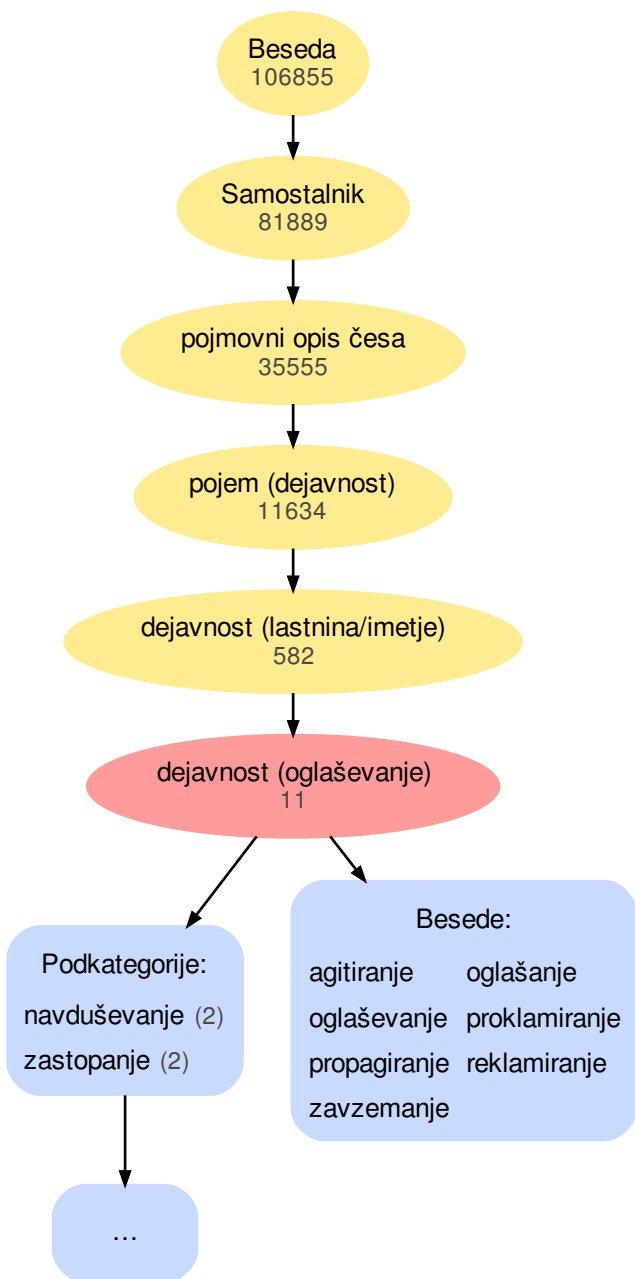 Beseda
106855
Samostalnik
81889
pojmovni opis česa
35555
pojem (dejavnost)
11634
dejavnost (lastnina/imetje)
582
dejavnost (oglaševanje)
11
Podkategorije:
navduševanje (2)
zastopanje (2)
...
Besede:
agitiranje oglašanje
oglaševanje proklamiranje
propagiranje reklamiranje
zavzemanje